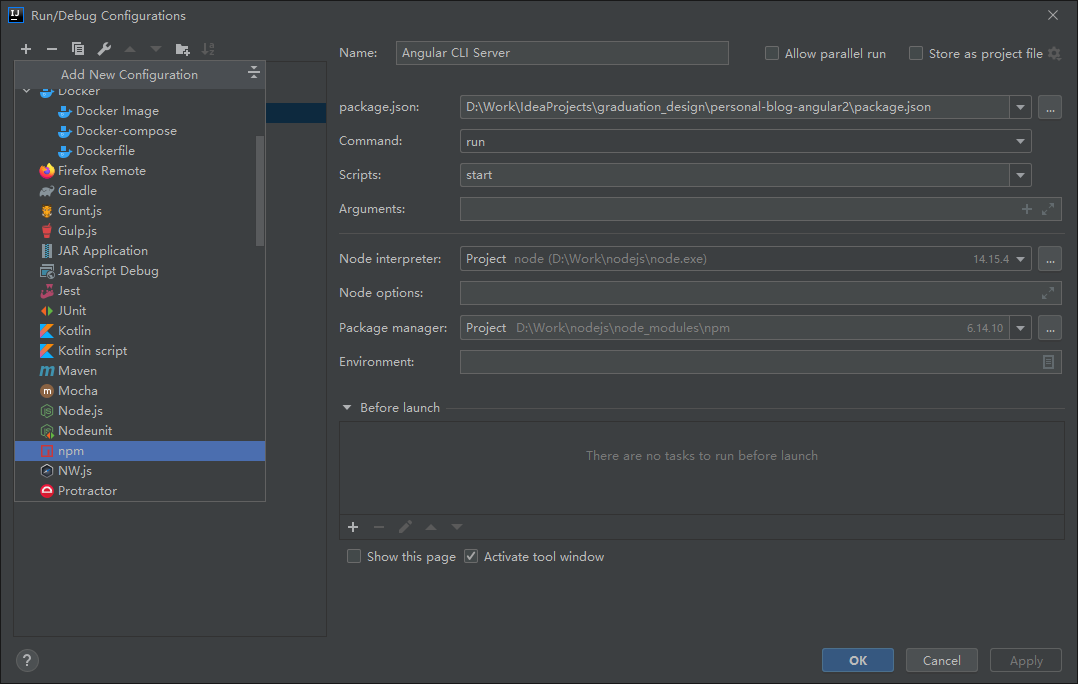 Run/Debug Configurations
Add New Configuration
Docker
Docker Image
Docker-compose
Dockerfile
Firefox Remote
Gradle
Grunt.js
Gulp.js
JAR Application
JavaScript Debug
Jest
JUnit
Kotlin
Kotlin script
Maven
Mocha
Node.js
Nodeunit
npm
NW.js
Protractor
Name: Angular CLI Server Allow parallel run Store as project file
package.json: D:\Work\IdeaProjects\graduation_design\personal-blog-angular2\package.json ...
Command: run
Scripts: start
Arguments:
Node interpreter: Project node (D:\Work\nodejs\node.exe) 14.15.4 ...
Node options:
Package manager: Project D:\Work\nodejs\node_modules\npm 6.14.10 ...
Environment:
Before launch
There are no tasks to run before launch
Show this page Activate tool window
? OK Cancel Apply